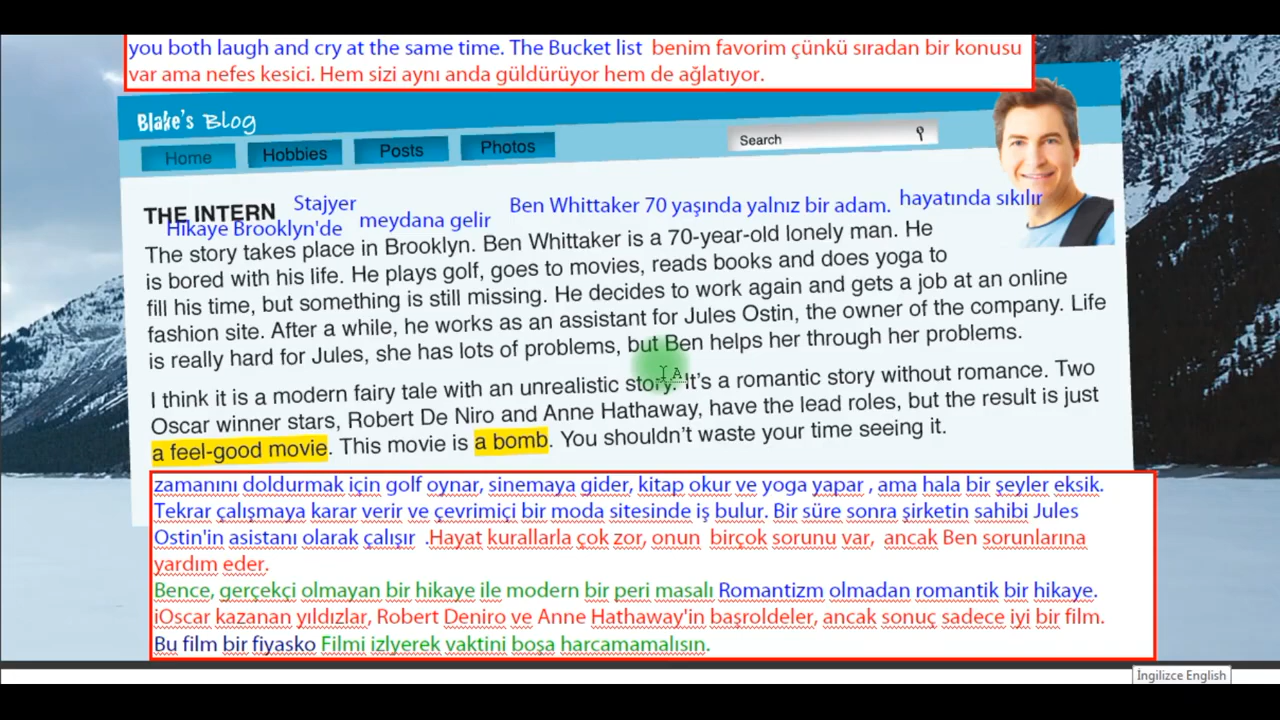 you both laugh and cry at the same time. The Bucket list benim favorim çünkü sıradan bir konusu
var ama nefes kesici. Hem sizi aynı anda güldürüyor hem de ağlatıyor.
Blake's Blog
Home Hobbies Posts Photos Search
THE INTERN Stajyer Ben Whittaker 70 yaşında yalnız bir adam. hayatında sıkılır
Hikaye Brooklyn'de meydana gelir
The story takes place in Brooklyn. Ben Whittaker is a 70-year-old lonely man. He
is bored with his life. He plays golf, goes to movies, reads books and does yoga to
fill his time, but something is still missing. He decides to work again and gets a job at an online
fashion site. After a while, he works as an assistant for Jules Ostin, the owner of the company. Life
is really hard for Jules, she has lots of problems, but Ben helps her through her problems.
I think it is a modern fairy tale with an unrealistic story. It's a romantic story without romance. Two
Oscar winner stars, Robert De Niro and Anne Hathaway, have the lead roles, but the result is just
a feel-good movie. This movie is a bomb. You shouldn't waste your time seeing it.
zamanını doldurmak için golf oynar, sinemaya gider, kitap okur ve yoga yapar , ama hala bir şeyler eksik.
Tekrar çalışmaya karar verir ve çevrimiçi bir moda sitesinde iş bulur. Bir süre sonra şirketin sahibi Jules
Ostin'in asistanı olarak çalışır .Hayat kurallarla çok zor, onun birçok sorunu var, ancak Ben sorunlarına
yardım eder.
Bence, gerçekçi olmayan bir hikaye ile modern bir peri masalı Romantizm olmadan romantik bir hikaye.
iOscar kazanan yıldızlar, Robert Deniro ve Anne Hathaway'in başroldeler, ancak sonuç sadece iyi bir film.
Bu film bir fiyasko Filmi izlyerek vaktini boşa harcamamalısın.
İngilizce English